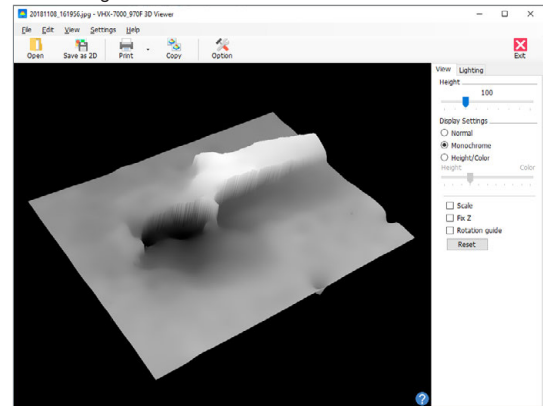 20181108_161956.jpg - VHX-7000_970F 3D Viewer
File Edit View Settings Help
Open Save as 2D Print Copy Option Exit
View Lighting
Height
100
Display Settings
Normal
Monochrome
Height/Color
Height Color
Scale
Fix Z
Rotation guide
Reset
?